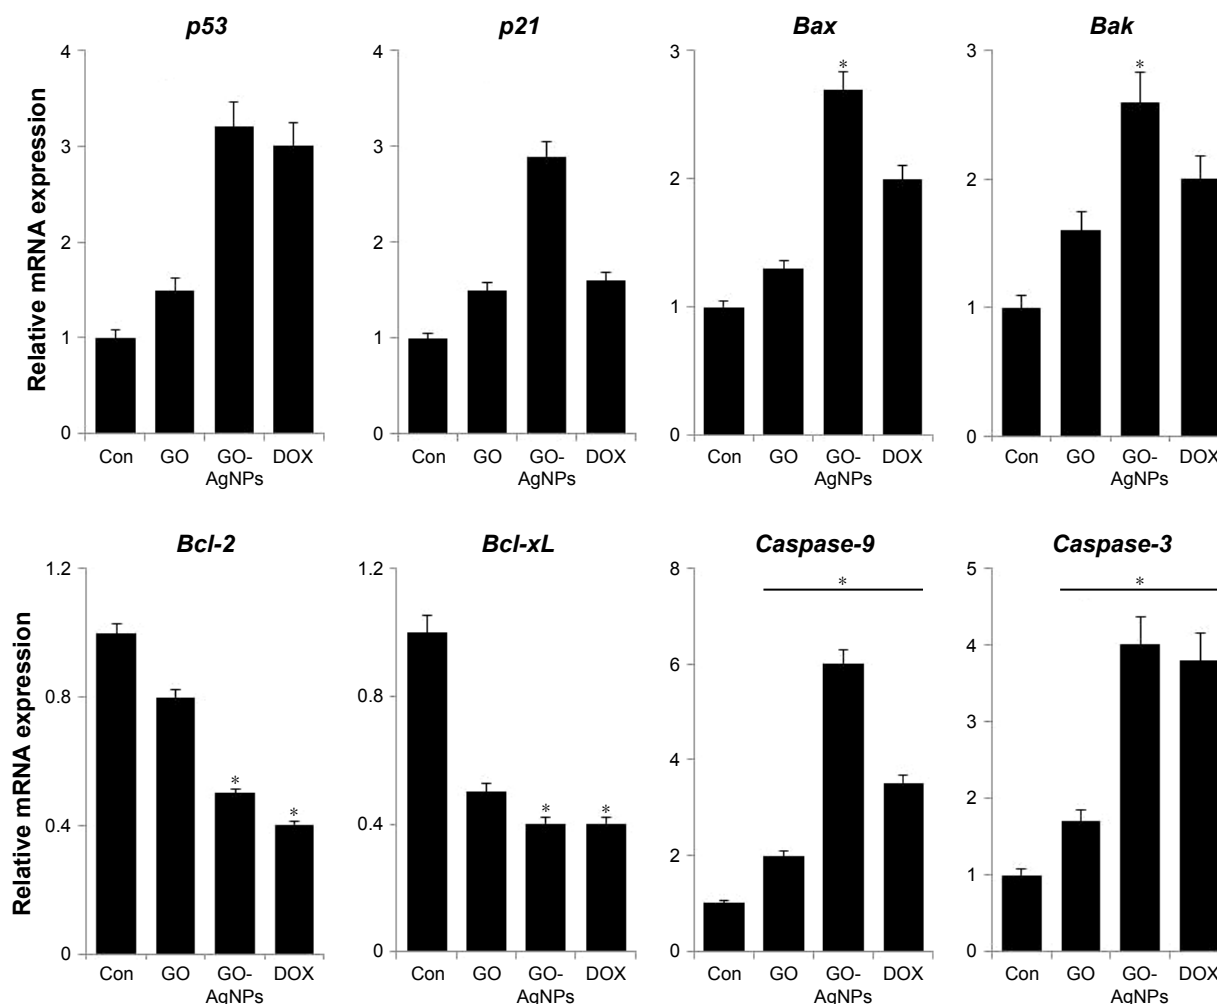 p53
p21
Bax
Bak
Relative mRNA expression
4
3
2
1
0
Con GO GO-AgNPs DOX
4
3
2
1
0
Con GO GO-AgNPs DOX
3
2
1
0
*
Con GO GO-AgNPs DOX
3
2
1
0
*
Con GO GO-AgNPs DOX
Bcl-2
Bcl-xL
Caspase-9
Caspase-3
Relative mRNA expression
1.2
0.8
0.4
0
*
*
Con GO GO-AgNPs DOX
1.2
0.8
0.4
0
*
*
Con GO GO-AgNPs DOX
8
6
4
2
0
*
Con GO GO-AgNPs DOX
5
4
3
2
1
0
*
Con GO GO-AgNPs DOX